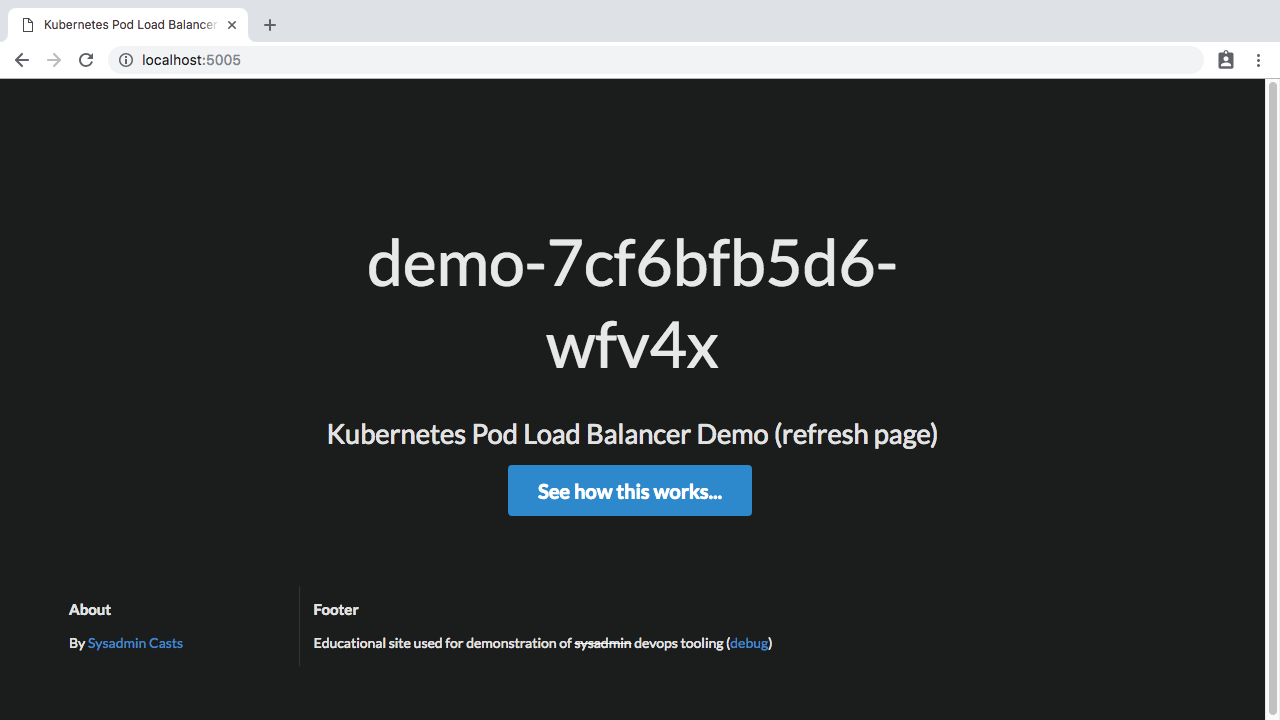 Kubernetes Pod Load Balancer
localhost:5005
demo-7cf6bfb5d6-
wfv4x
Kubernetes Pod Load Balancer Demo (refresh page)
See how this works...
About
By Sysadmin Casts
Footer
Educational site used for demonstration of sysadmin devops tooling (debug)